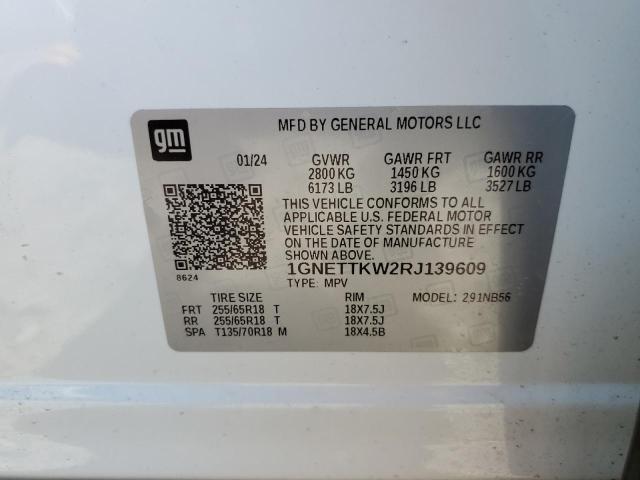 gm
MFD BY GENERAL MOTORS LLC
01/24 GVWR GAWR FRT GAWR RR
2800 KG 1450 KG 1600 KG
6173 LB 3196 LB 3527 LB
THIS VEHICLE CONFORMS TO ALL
APPLICABLE U.S. FEDERAL MOTOR
VEHICLE SAFETY STANDARDS IN EFFECT
ON THE DATE OF MANUFACTURE
SHOWN ABOVE.
8624
1GNETTKW2RJ139609
TYPE: MPV
TIRE SIZE RIM MODEL: 291NB56
FRT 255/65R18 T 18X7.5J
RR 255/65R18 T 18X7.5J
SPA T135/70R18 M 18X4.5B